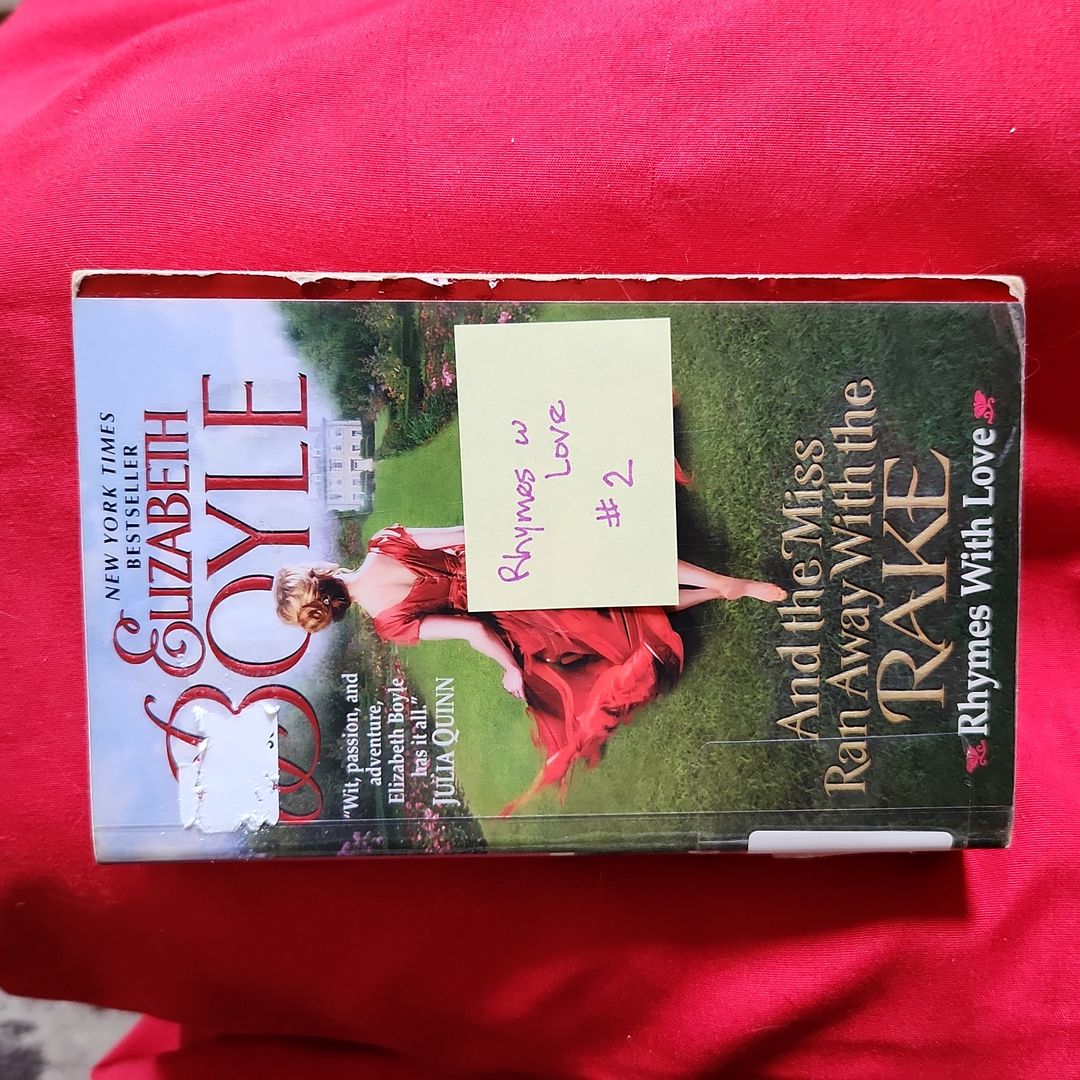 NEW YORK TIMES
BESTSELLER
ELIZABETH
BOYLE
"Wit, passion, and
adventure,
Elizabeth Boyle
has it all."
JULIA QUINN
Rhymes w
Love
#2
And the Miss
Ran Away With the
RAKE
Rhymes With Love